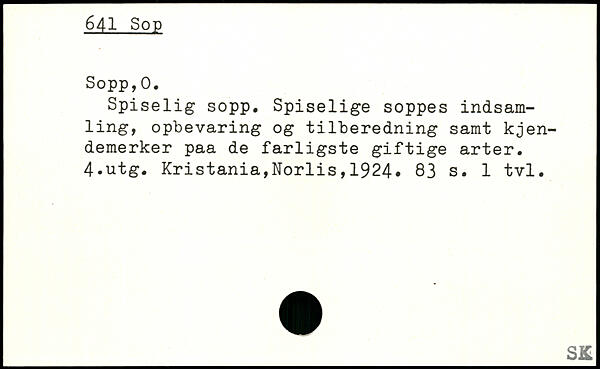 641 Sop
Sopp,O.
Spiselig sopp. Spiselige soppes indsam-
ling, opbevaring og tilberedning samt kjen-
demerker paa de farligste giftige arter.
4.utg. Kristania,Norlis,1924. 83 s. 1 tvl.
SK